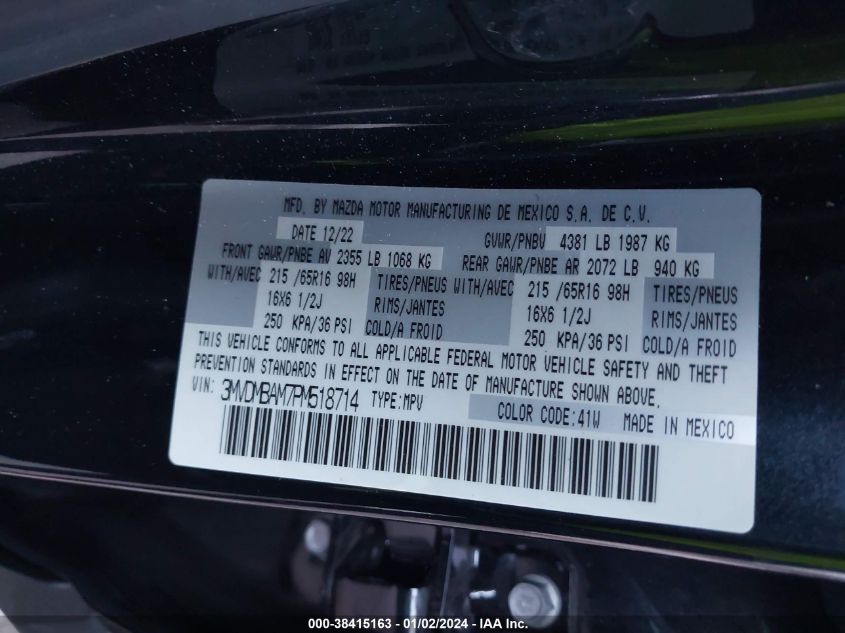 MFD. BY MAZDA MOTOR MANUFACTURING DE MEXICO S.A. DE C.V.
DATE 12/22 GVWR/PNBV 4381 LB 1987 KG
FRONT GAWR/PNBE AV 2355 LB 1068 KG REAR GAWR/PNBE AR 2072 LB 940 KG
WITH/AVEC 215 /65R16 98H TIRES/PNEUS WITH/AVEC 215 /65R16 98H TIRES/PNEUS
16X6 1/2J RIMS/JANTES 16X6 1/2J RIMS/JANTES
250 KPA/36 PSI COLD/A FROID 250 KPA/36 PSI COLD/A FROID
THIS VEHICLE CONFORMS TO ALL APPLICABLE FEDERAL MOTOR VEHICLE SAFETY AND THEFT
PREVENTION STANDARDS IN EFFECT ON THE DATE OF MANUFACTURE SHOWN ABOVE.
VIN: 3MVDMBAM7PM518714 TYPE:MPV COLOR CODE:41W MADE IN MEXICO
000-38415163 - 01/02/2024 - IAA Inc.